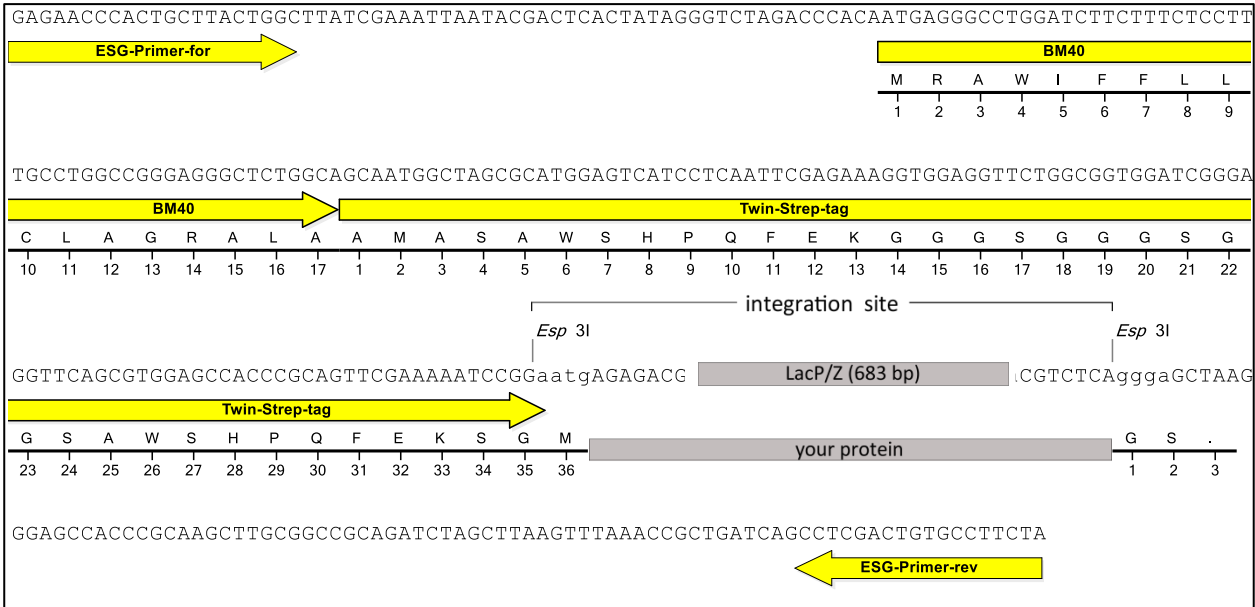 GAGAACCCACTGCTTACTGGCTTATCGAAATTAATACGACTCACTATAGGGTCTAGACCCACAATGAGGGCCTGGATCTTCTTTCTCCTT
ESG-Primer-for BM40
M R A W I F F L L
1 2 3 4 5 6 7 8 9
TGCCTGGCCGGGAGGGCTCTGGCAGCAATGGCTAGCGCATGGAGTCATCCTCAATTCGAGAAAGGTGGAGGTTCTGGCGGTGGATCGGGA
BM40 Twin-Strep-tag
C L A G R A L A A M A S A W S H P Q F E K G G G S G G G S G
10 11 12 13 14 15 16 17 1 2 3 4 5 6 7 8 9 10 11 12 13 14 15 16 17 18 19 20 21 22
integration site
Esp 3I Esp 3I
GGTTCAGCGTGGAGCCACCCGCAGTTCGAAAAATCCGGaatgAGAGACG LacP/Z (683 bp) CGTCTCAgggaGCTAAG
Twin-Strep-tag
G S A W S H P Q F E K S G M your protein G S .
23 24 25 26 27 28 29 30 31 32 33 34 35 36 1 2 3
GGAGCCACCCGCAAGCTTGCGGCCGCAGATCTAGCTTAAGTTTAAACCGCTGATCAGCCTCGACTGTGCCTTCTA
ESG-Primer-rev